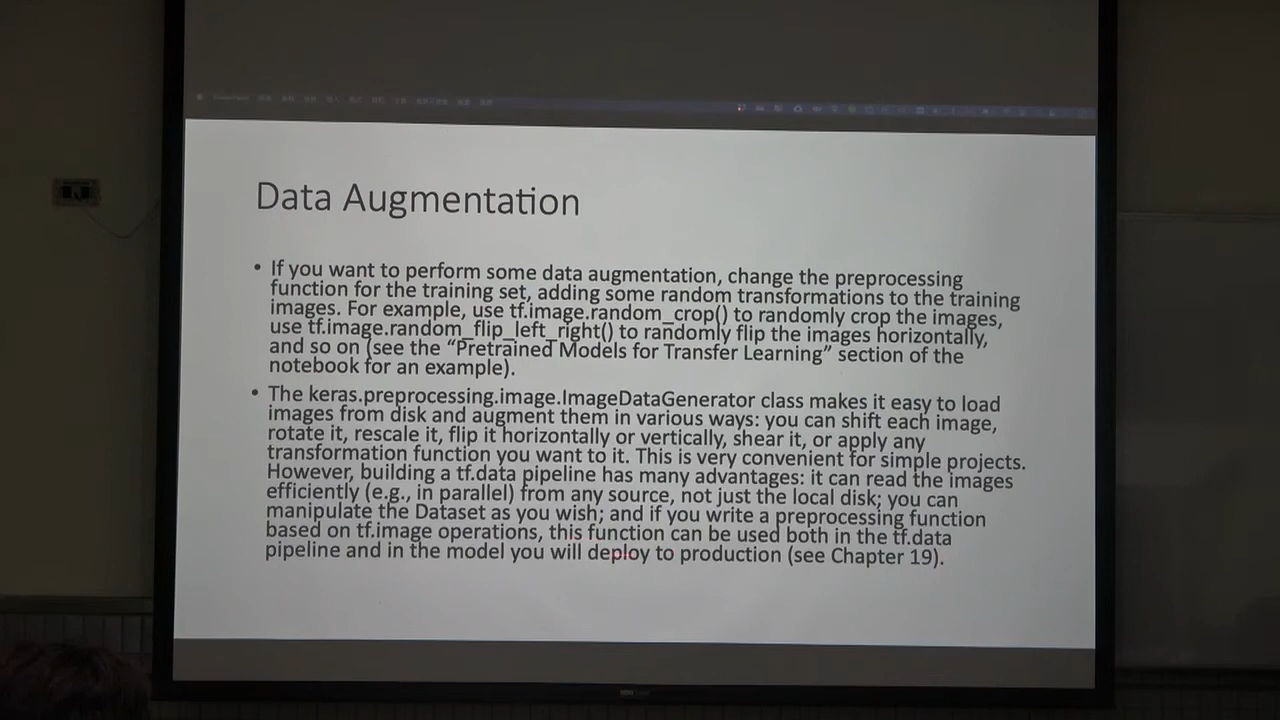 Data Augmentation
• If you want to perform some data augmentation, change the preprocessing
function for the training set, adding some random transformations to the training
images. For example, use tf.image.random_crop() to randomly crop the images,
use tf.image.random_flip_left_right() to randomly flip the images horizontally,
and so on (see the “Pretrained Models for Transfer Learning” section of the
notebook for an example).
• The keras.preprocessing.image.ImageDataGenerator class makes it easy to load
images from disk and augment them in various ways: you can shift each image,
rotate it, rescale it, flip it horizontally or vertically, shear it, or apply any
transformation function you want to it. This is very convenient for simple projects.
However, building a tf.data pipeline has many advantages: it can read the images
efficiently (e.g., in parallel) from any source, not just the local disk; you can
manipulate the Dataset as you wish; and if you write a preprocessing function
based on tf.image operations, this function can be used both in the tf.data
pipeline and in the model you will deploy to production (see Chapter 19).